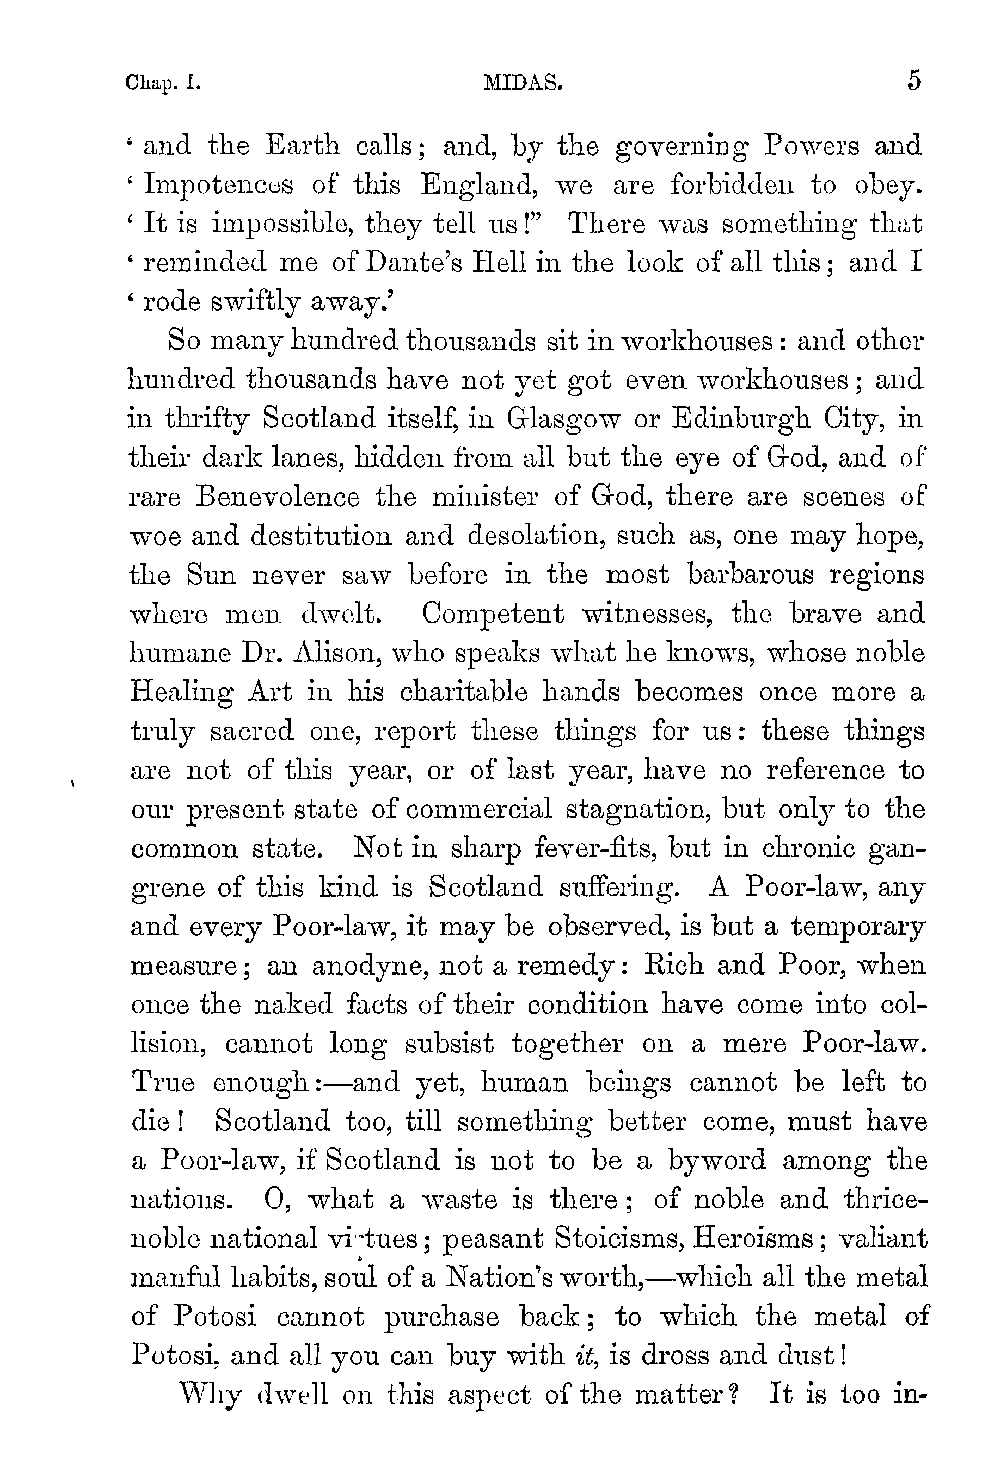 Chap. I. MIDAS. 5
‘ and the Earth calls; and, by the governing Powers and
‘ Impotences of this England, we are forbidden to obey.
‘ It is impossible, they tell us!” There was something that
‘ reminded me of Dante’s Hell in the look of all this; and I
‘ rode swiftly away.’
So many hundred thousands sit in workhouses: and other
hundred thousands have not yet got even workhouses; and
in thrifty Scotland itself, in Glasgow or Edinburgh City, in
their dark lanes, hidden from all but the eye of God, and of
rare Benevolence the minister of God, there are scenes of
woe and destitution and desolation, such as, one may hope,
the Sun never saw before in the most barbarous regions
where men dwelt. Competent witnesses, the brave and
humane Dr. Alison, who speaks what he knows, whose noble
Healing Art in his charitable hands becomes once more a
truly sacred one, report these things for us: these things
are not of this year, or of last year, have no reference to
our present state of commercial stagnation, but only to the
common state. Not in sharp fever-fits, but in chronic gan-
grene of this kind is Scotland suffering. A Poor-law, any
and every Poor-law, it may be observed, is but a temporary
measure; an anodyne, not a remedy: Rich and Poor, when
once the naked facts of their condition have come into col-
lision, cannot long subsist together on a mere Poor-law.
True enough:—and yet, human beings cannot be left to
die! Scotland too, till something better come, must have
a Poor-law, if Scotland is not to be a byword among the
nations. O, what a waste is there; of noble and thrice-
noble national virtues; peasant Stoicisms, Heroisms; valiant
manful habits, soul of a Nation’s worth,—which all the metal
of Potosi cannot purchase back; to which the metal of
Potosi, and all you can buy with it, is dross and dust!
Why dwell on this aspect of the matter? It is too in-